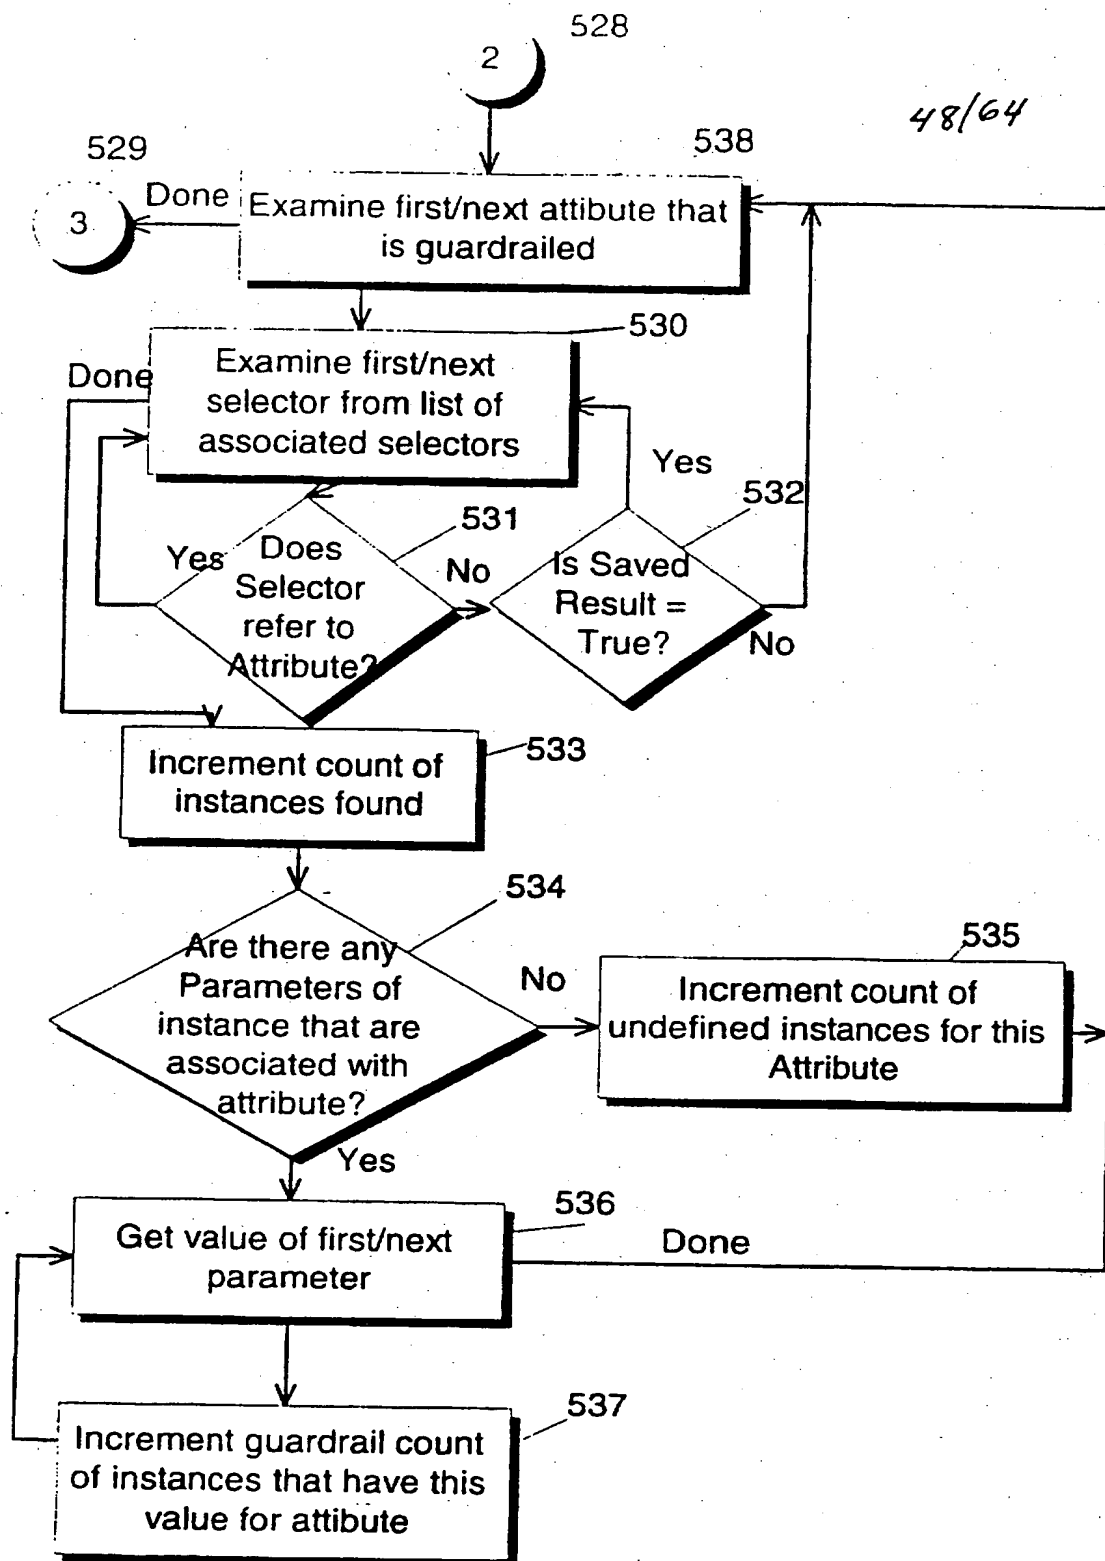 528
2
48/64
538
529
Done
3
Examine first/next attibute that
is guardrailed
530
Examine first/next
selector from list of
associated selectors
Done
Yes
532
531
Yes
Does
Selector
refer to
Attribute?
No
Is Saved
Result =
True?
No
533
Increment count of
instances found
534
Are there any
Parameters of
instance that are
associated with
attribute?
No
535
Increment count of
undefined instances for this
Attribute
Yes
536
Get value of first/next
parameter
Done
537
Increment guardrail count
of instances that have this
value for attibute